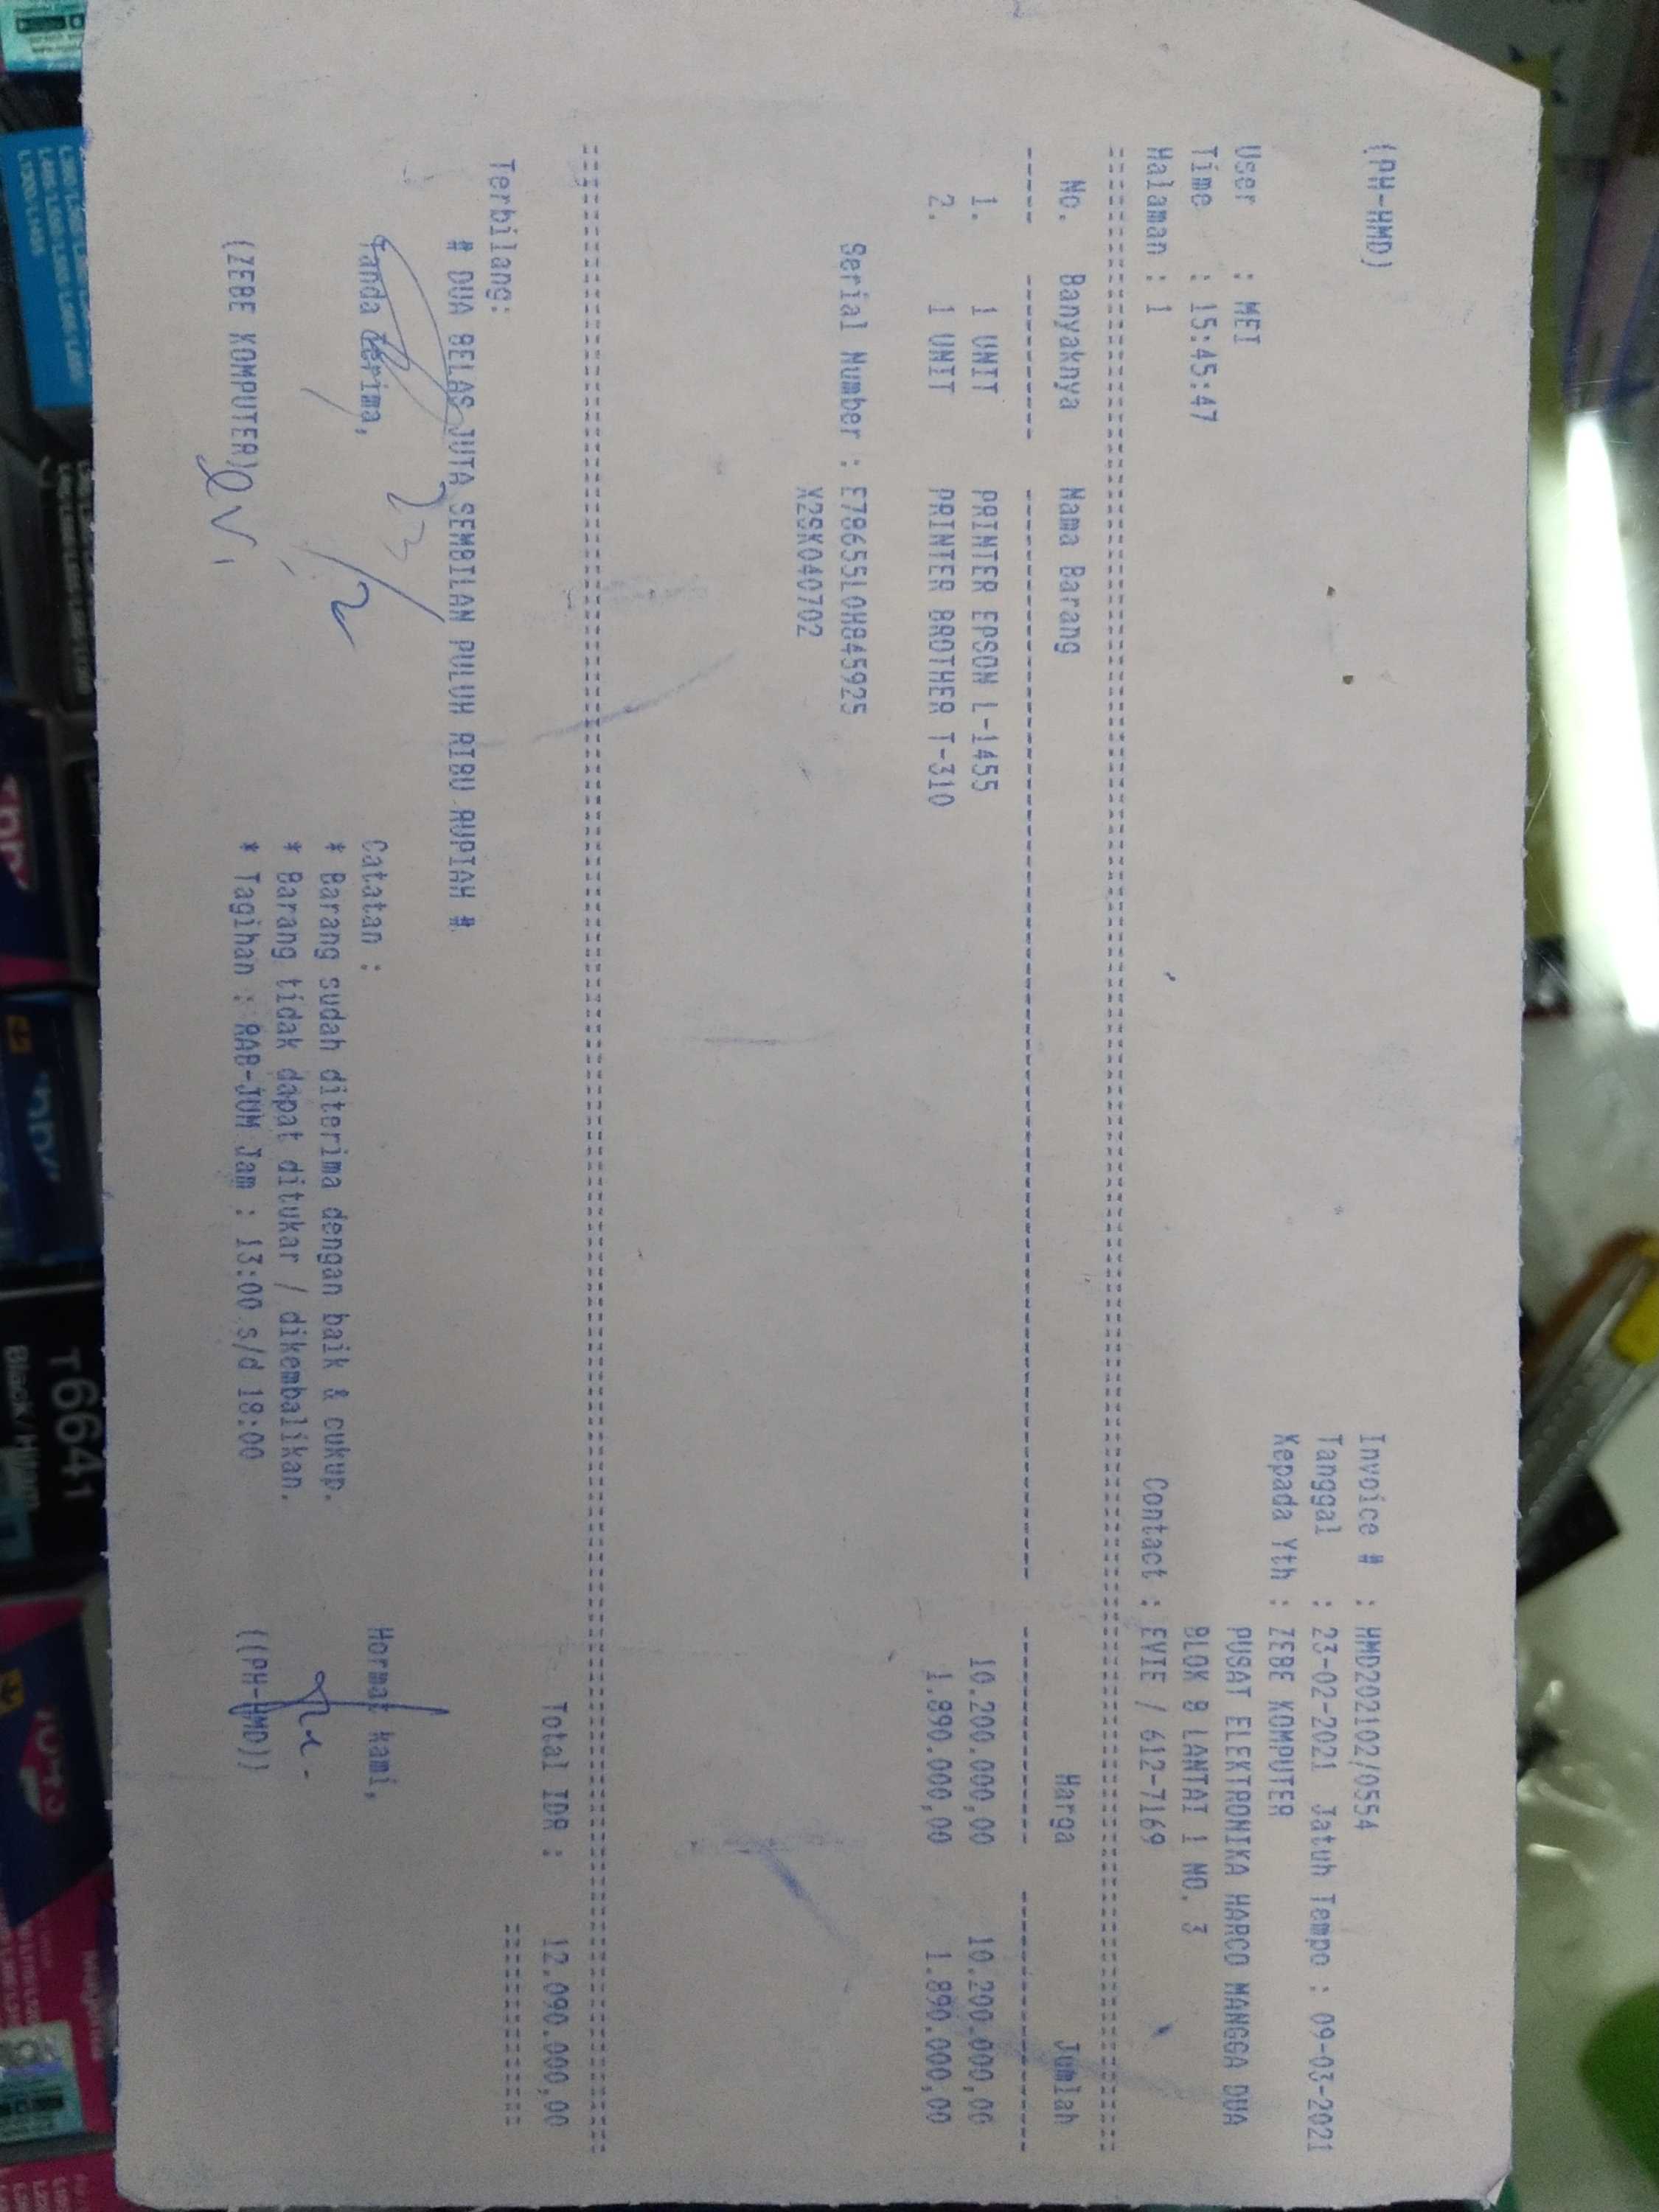 (PH-HMD)
Invoice # : HMD202102/0554
Tanggal : 23-02-2021 Jatuh Tempo : 09-03-2021
User : MEI
Kepada Yth : ZEBE KOMPUTER
Time : 15:45:47
PUSAT ELEKTRONIKA HARCO MANGGA DUA
Halaman : 1
BLOK B LANTAI 1 NO. 3
Contact : EVIE / 612-7169
No. Banyaknya Nama Barang Harga Jumlah
1. 1 UNIT PRINTER EPSON L-1455 10.200.000,00 10.200.000,00
2. 1 UNIT PRINTER BROTHER T-310 1.890.000,00 1.890.000,00
Serial Number : E78655L0H845925
X2SK040702
Total IDR : 12.090.000,00
Terbilang:
# DUA BELAS JUTA SEMBILAN PULUH RIBU RUPIAH #
Tanda terima,
23/2
Catatan :
Hormat kami,
* Barang sudah diterima dengan baik & cukup.
* Barang tidak dapat ditukar / dikembalikan.
* Tagihan : RAB-JUM Jam : 13:00 s/d 18:00
(ZEBE KOMPUTER)
((PH-HMD))
T6641